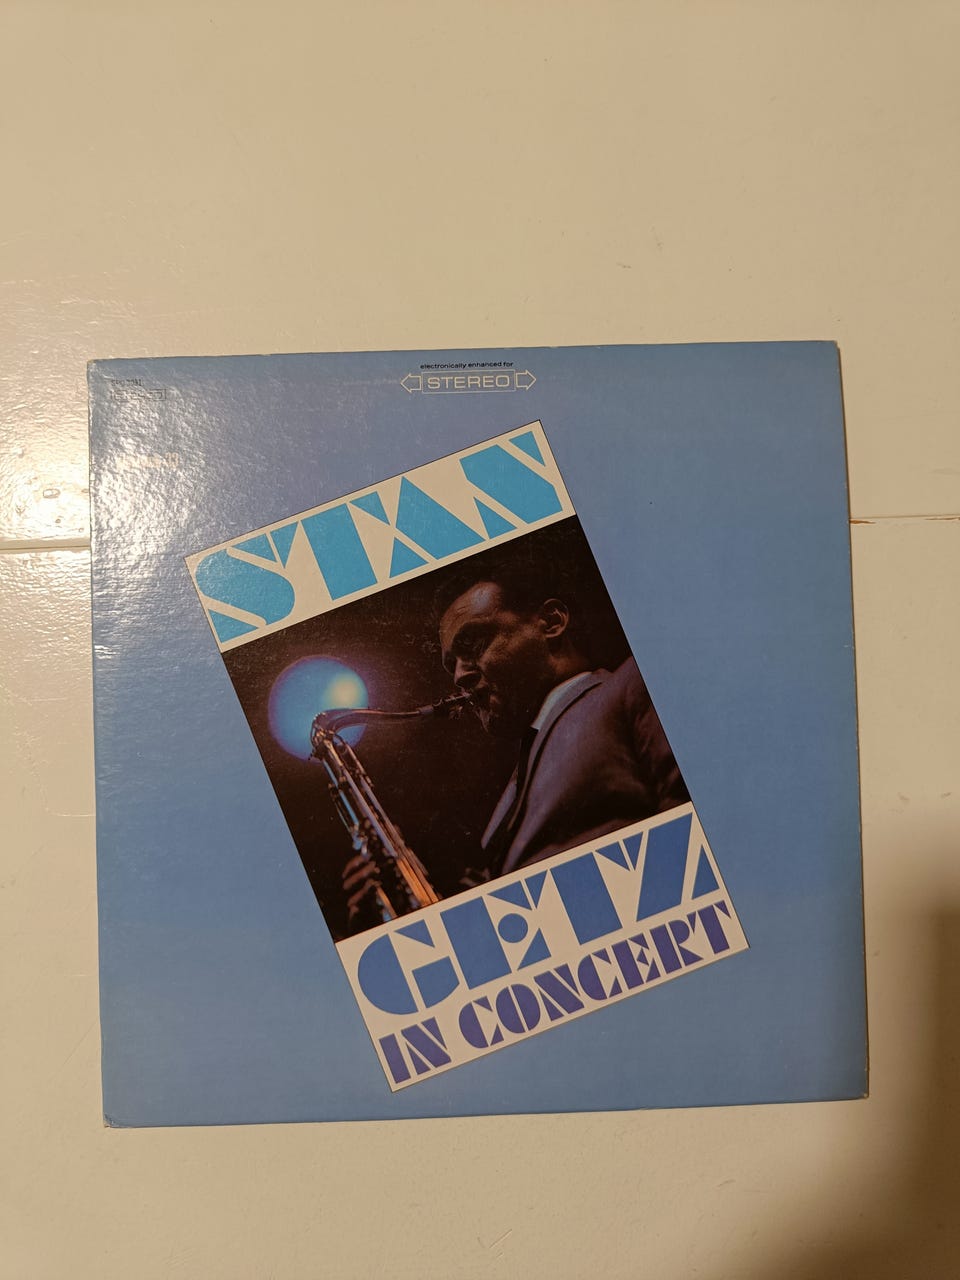 electronically enhanced for
STEREO
STAN
GETZ
IN CONCERT